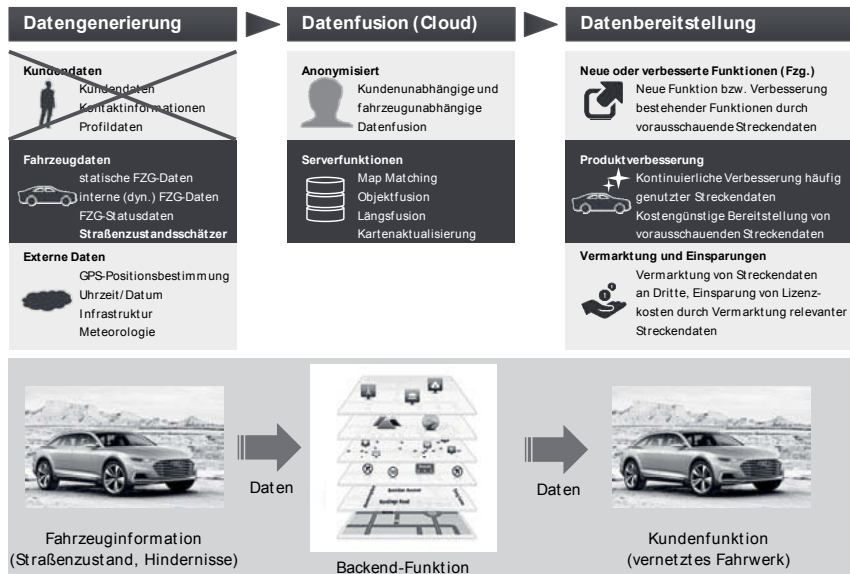 Datengenerierung
Datenfusion (Cloud)
Datenbereitstellung
Kundendaten
Kundendaten
Kontaktinformationen
Profildaten
Anonymisiert
Kundenunabhängige und
fahrzeugunabhängige
Datenfusion
Neue oder verbesserte Funktionen (Fzg.)
Neue Funktion bzw. Verbesserung
bestehender Funktionen durch
vorausschauende Streckendaten
Fahrzeugdaten
statische FZG-Daten
interne (dyn.) FZG-Daten
FZG-Statusdaten
Straßenzustandsschätzer
Serverfunktionen
Map Matching
Objektfusion
Längsfusion
Kartenaktualisierung
Produktverbesserung
Kontinuierliche Verbesserung häufig
genutzter Streckendaten
Kostengünstige Bereitstellung von
vorausschauenden Streckendaten
Externe Daten
GPS-Positionsbestimmung
Uhrzeit/Datum
Infrastruktur
Meteorologie
Vermarktung und Einsparungen
Vermarktung von Streckendaten
an Dritte, Einsparung von Lizenz-
kosten durch Vermarktung relevanter
Streckendaten
Daten
Daten
Fahrzeuginformation
(Straßenzustand, Hindernisse)
Backend-Funktion
Kundenfunktion
(vernetztes Fahrwerk)